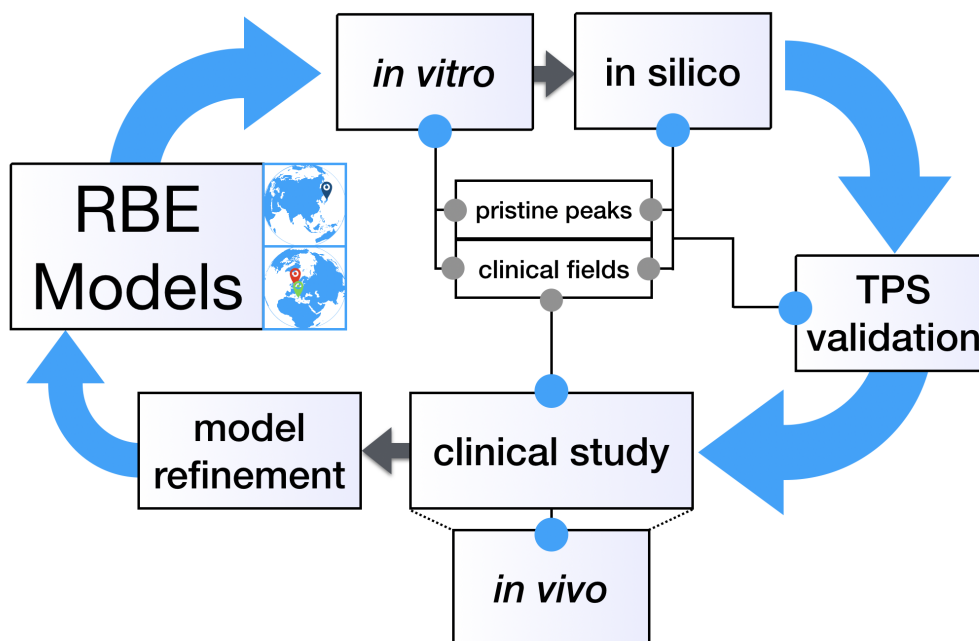 in vitro
in silico
RBE
Models
pristine peaks
clinical fields
TPS
validation
model
refinement
clinical study
in vivo